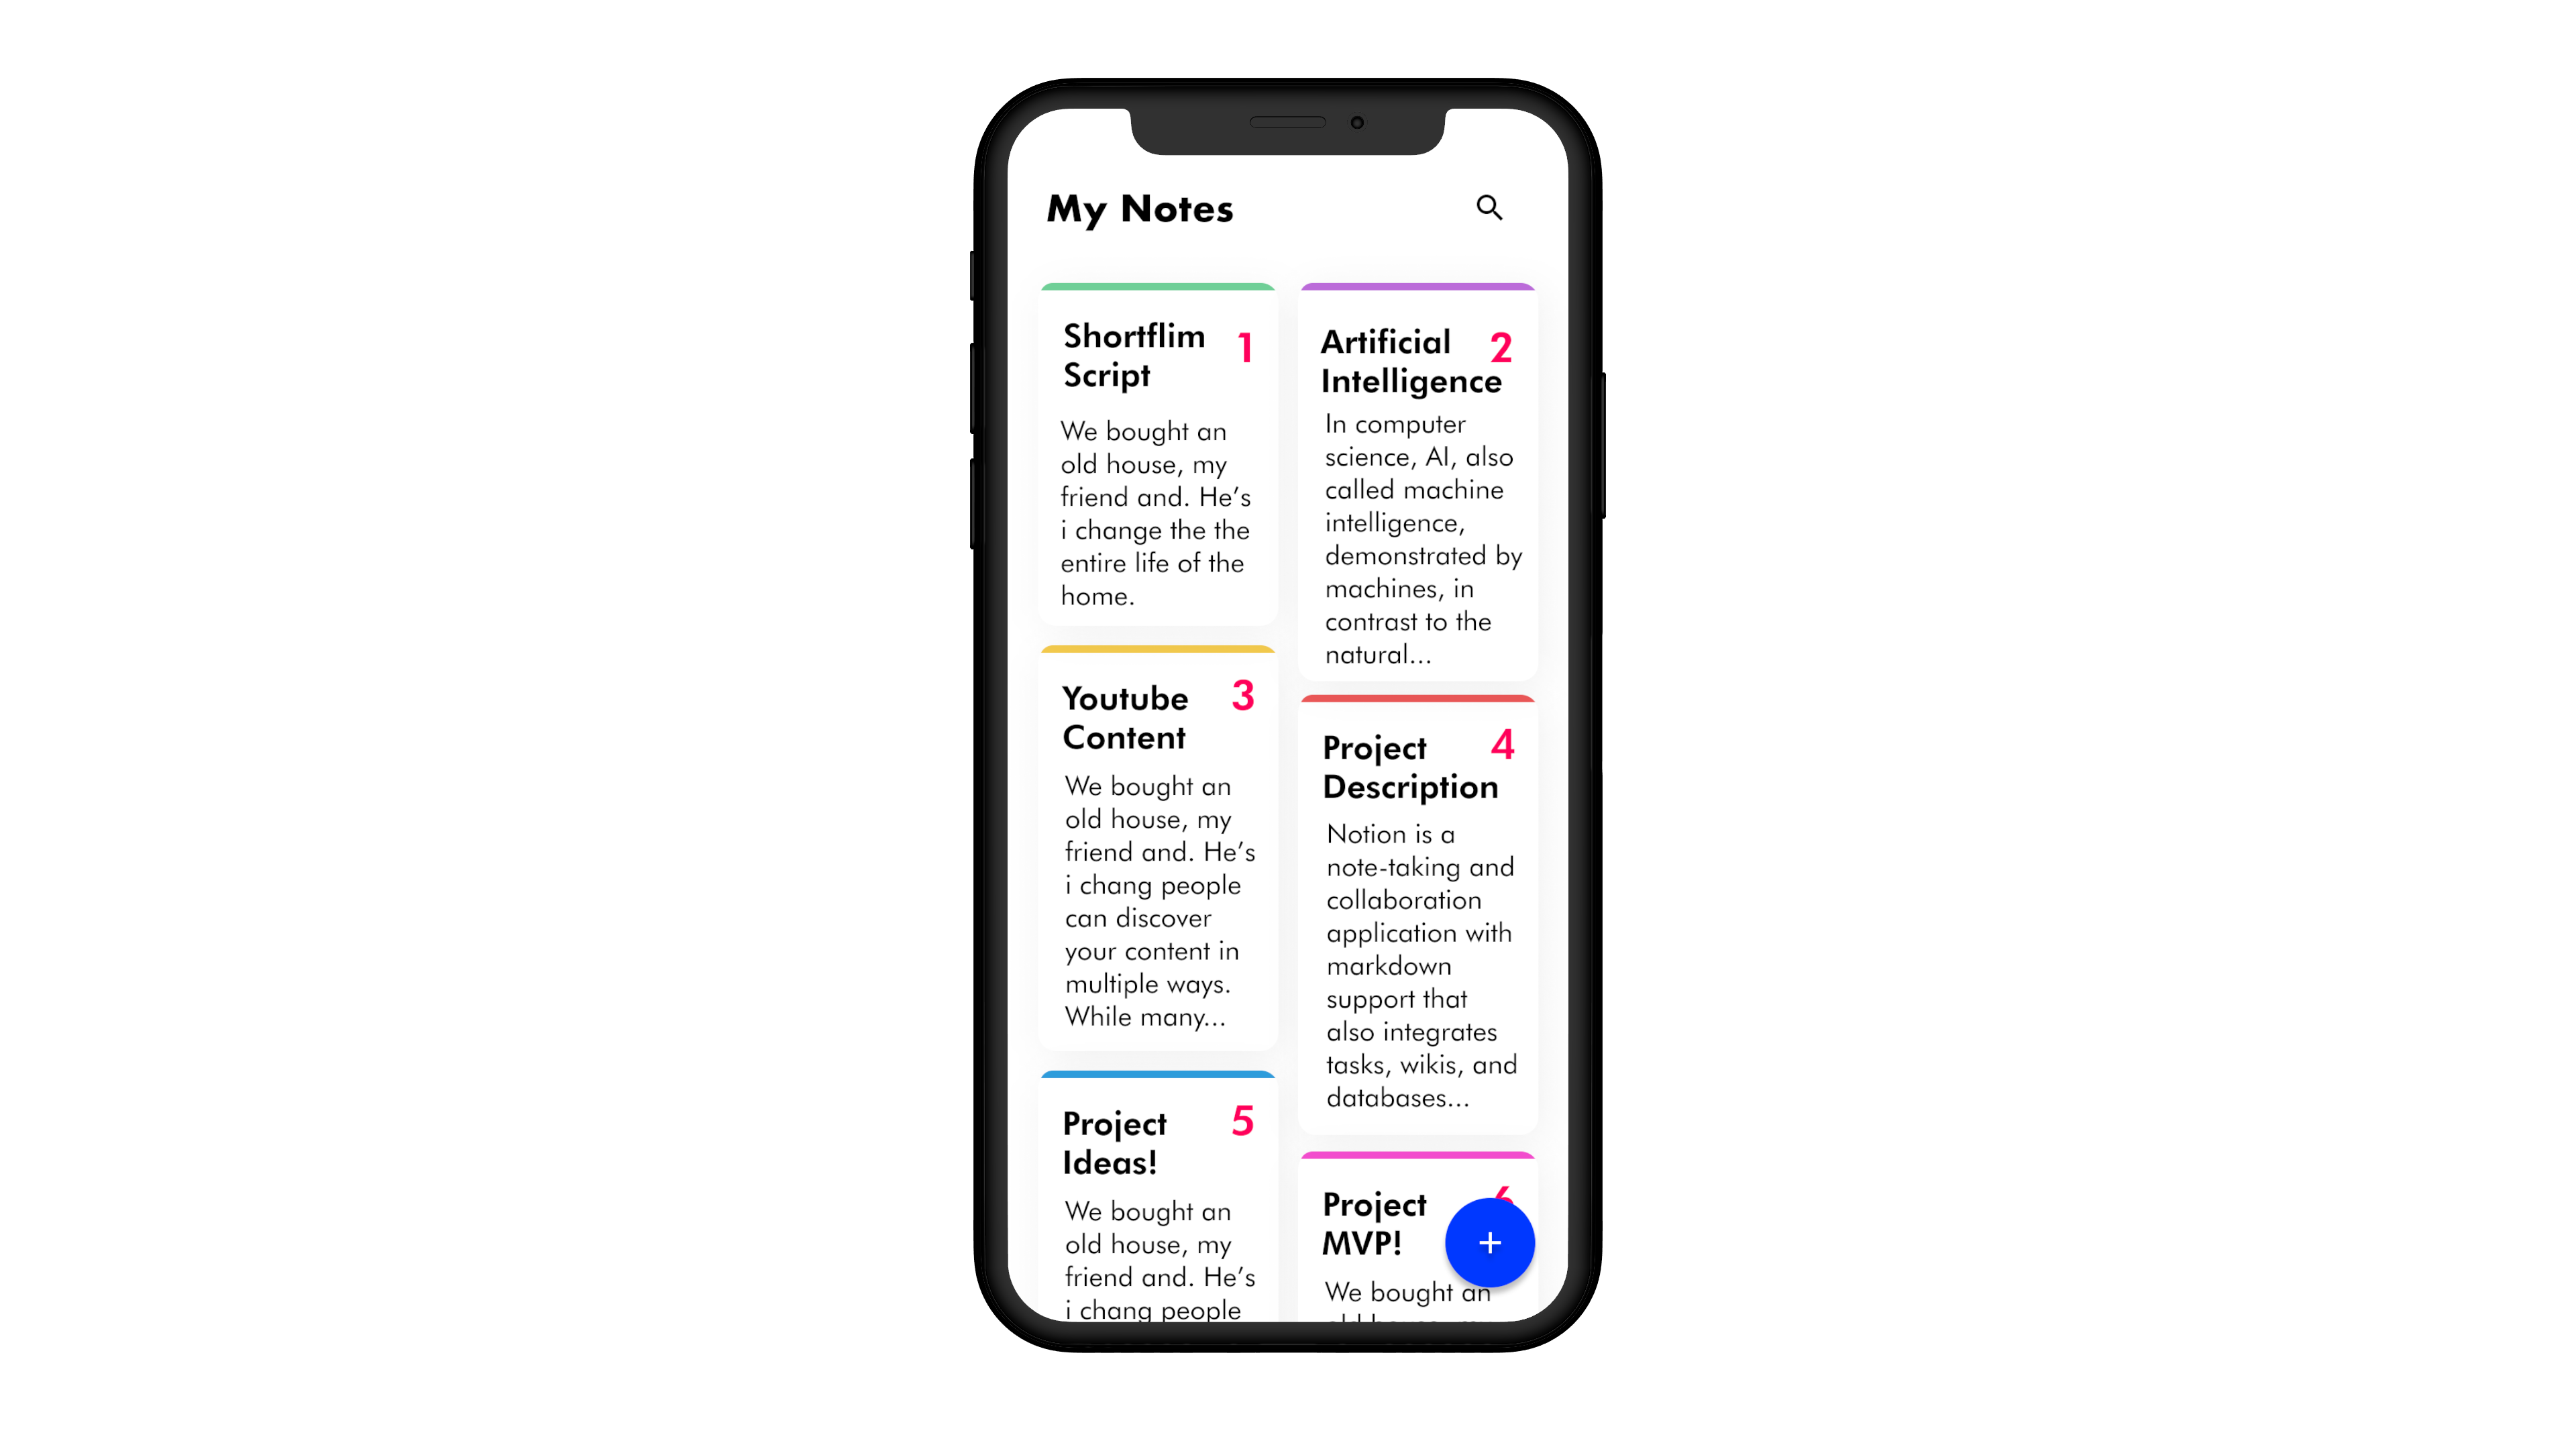 My Notes
Shortflim
Script
1
We bought an
old house, my
friend and. He’s
i change the the
entire life of the
home.
Artificial
Intelligence
2
In computer
science, AI, also
called machine
intelligence,
demonstrated by
machines, in
contrast to the
natural...
Youtube
Content
3
We bought an
old house, my
friend and. He’s
i chang people
can discover
your content in
multiple ways.
While many...
Project
Description
4
Notion is a
note-taking and
collaboration
application with
markdown
support that
also integrates
tasks, wikis, and
databases...
Project
Ideas!
5
We bought an
old house, my
friend and. He’s
i chang people
Project
MVP!
+
We bought an